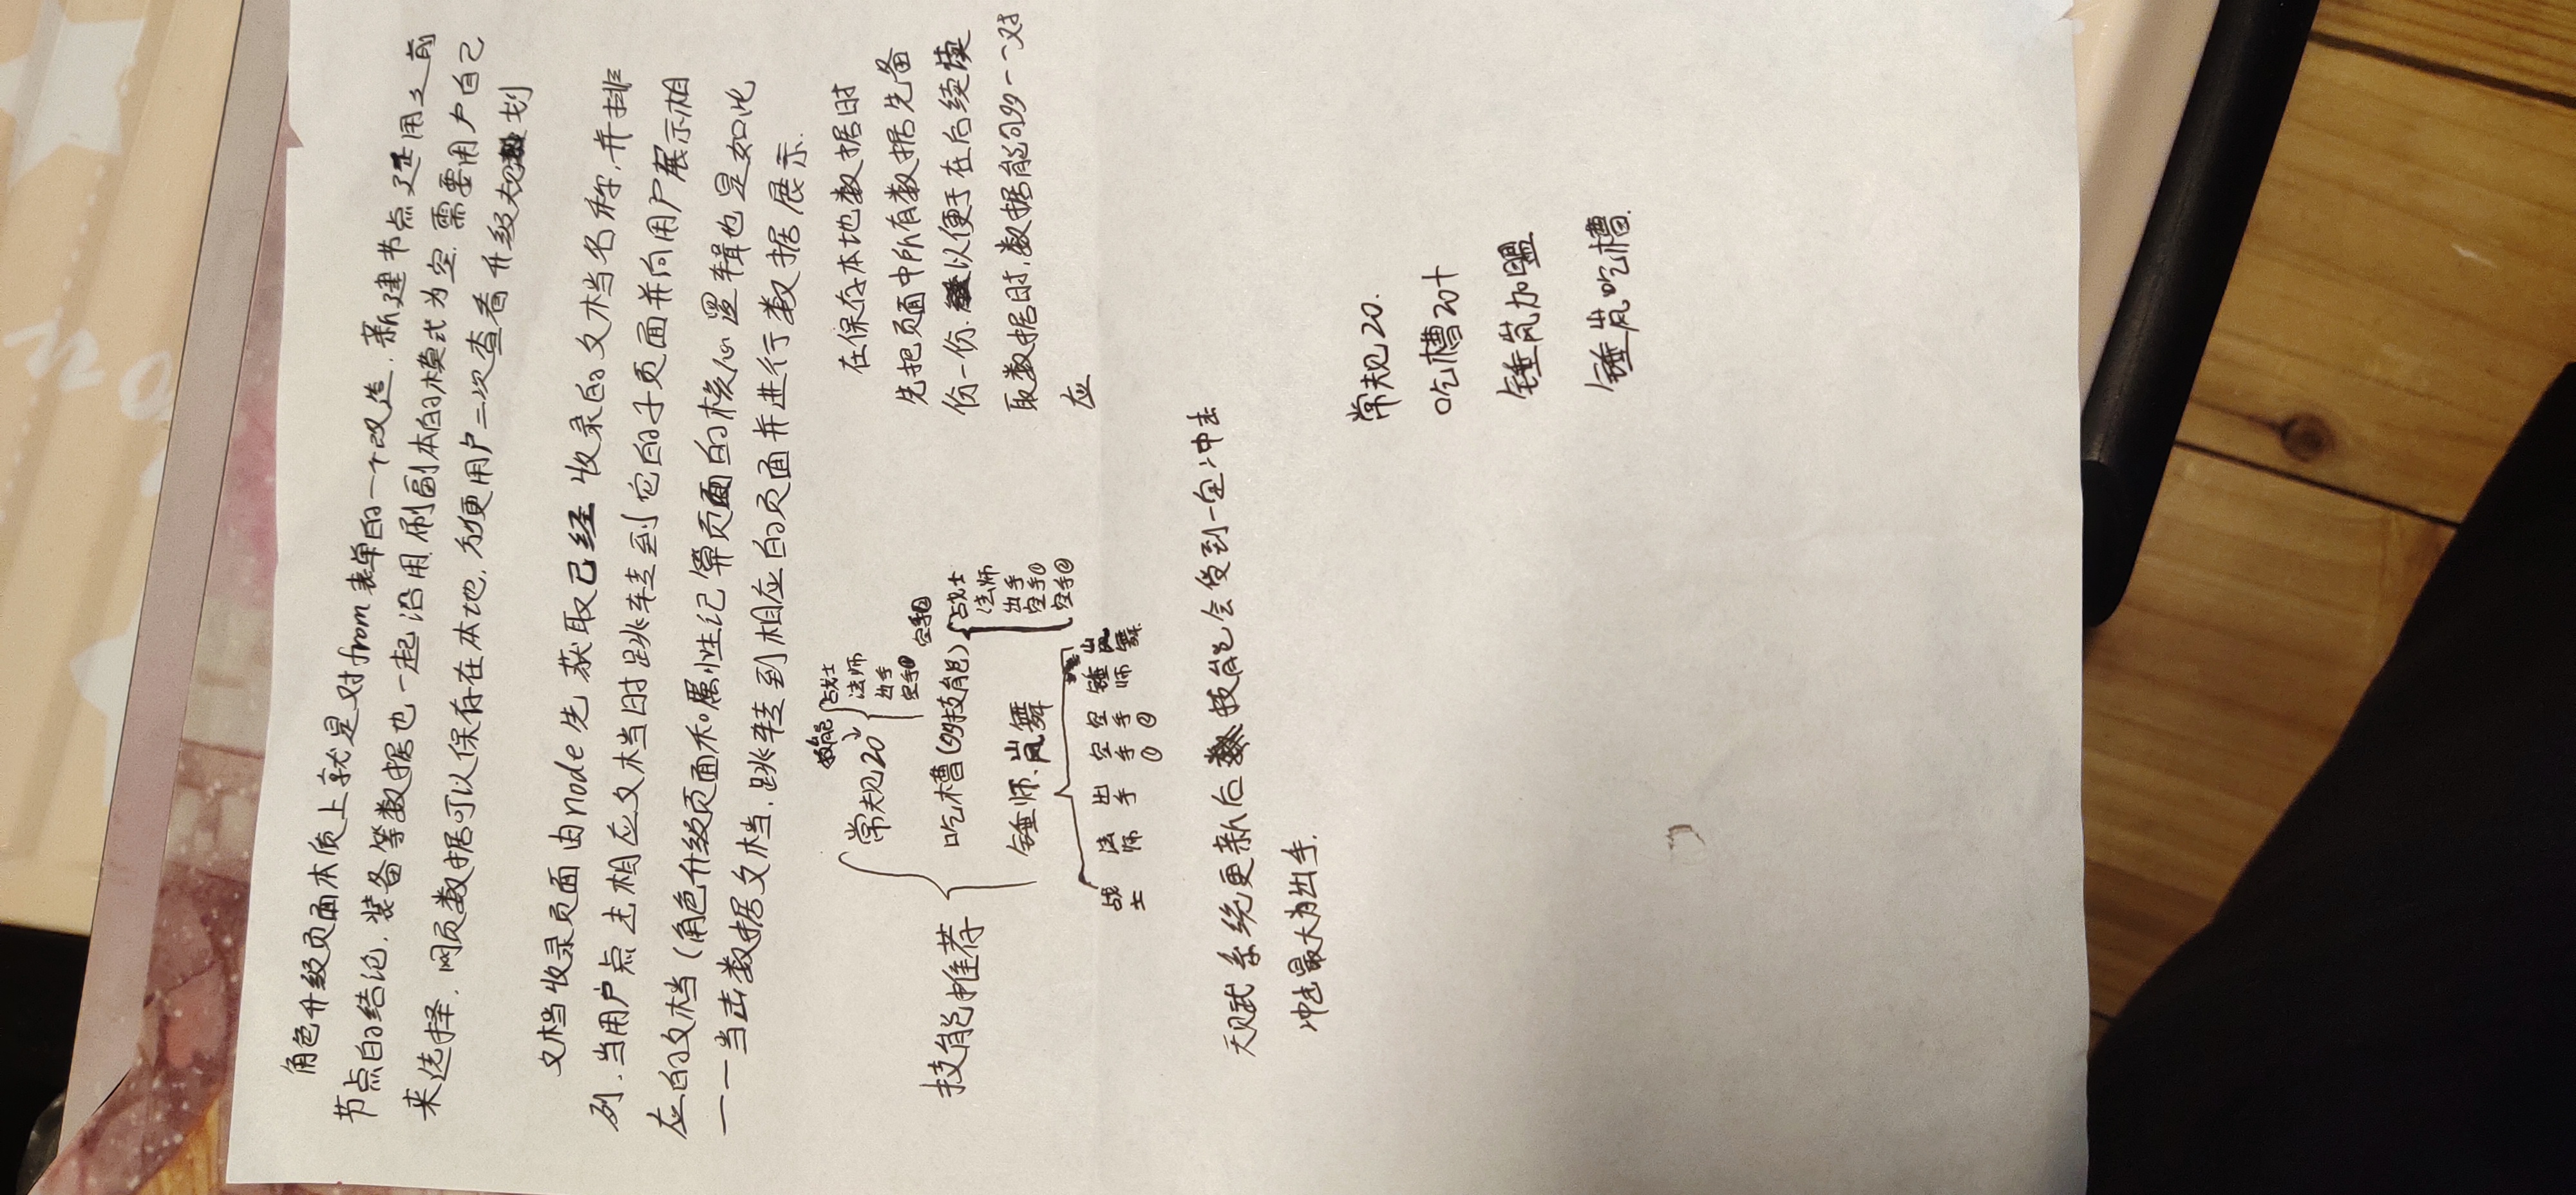 角色升级页面本质上就是对from表单的一个改造.新建节点还用之前
节点的结论.装备等数据也一起沿用.刷副本的模式为空.需要用户自己
来选择.网页数据可以保存在本地.方便用户二次查看升级规划
文档收录页面由node先获取已经收录的文档名称,并排
列.当用户点击相应文档时跳转到它的子页面并向用户展示相
应的文档(角色升级页面和属性纪算页面的核心逻辑也是如此
——当击数据文档.跳转到相应的页面并进行数据展示.
技能推荐
技能
常规20
战士
法师
出手
空手①
空手②
吃槽(多技能)
战士
法师
出手
空手①
空手②
锤师.岚舞
战士
法师
出手
空手①
空手②
锤师
岚舞
在保存本地数据时
先把页面中所有数据先备
份一份.以便于在后续读
取数据时,数据能够一一对
应
天赋系统更新后技能会受到一定冲击
冲击最大为出手.
常规20.
吃槽20+
锤岚加盟
锤岚吃槽.